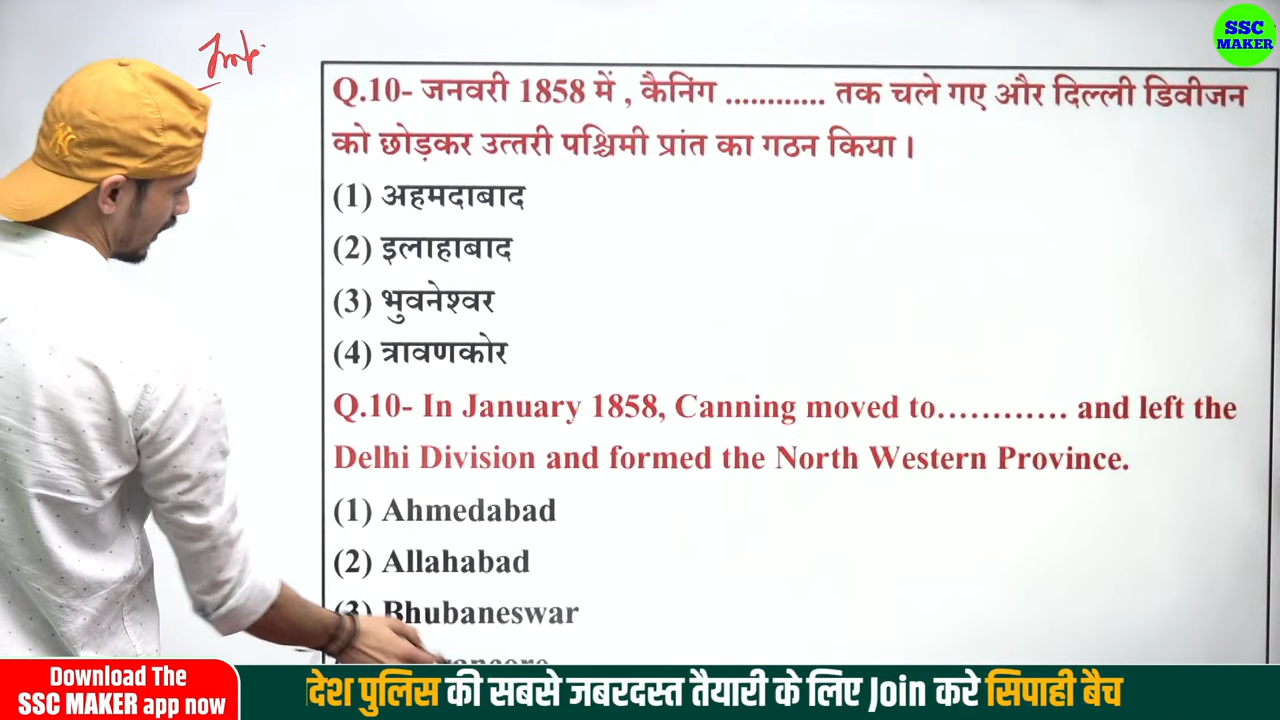 SSC
MAKER
Imp.
Q.10- जनवरी 1858 में , कैनिंग ............ तक चले गए और दिल्ली डिवीजन
को छोड़कर उत्तरी पश्चिमी प्रांत का गठन किया ।
(1) अहमदाबाद
(2) इलाहाबाद
(3) भुवनेश्वर
(4) त्रावणकोर
Q.10- In January 1858, Canning moved to............ and left the
Delhi Division and formed the North Western Province.
(1) Ahmedabad
(2) Allahabad
(3) Bhubaneswar
Download The
SSC MAKER app now
देश पुलिस की सबसे जबरदस्त तैयारी के लिए Join करे सिपाही बैच